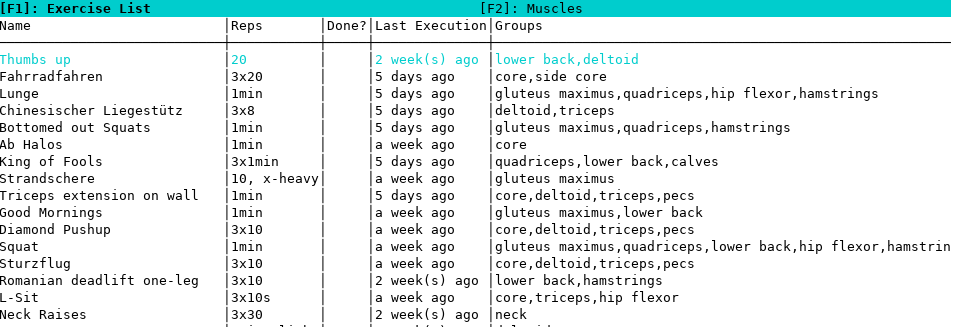 [F1]: Exercise List [F2]: Muscles
Name |Reps |Done?|Last Execution|Groups
Thumbs up |20 | |2 week(s) ago |lower back,deltoid
Fahrradfahren |3x20 | |5 days ago |core,side core
Lunge |1min | |5 days ago |gluteus maximus,quadriceps,hip flexor,hamstrings
Chinesischer Liegestütz |3x8 | |5 days ago |deltoid,triceps
Bottomed out Squats |1min | |5 days ago |gluteus maximus,quadriceps,hamstrings
Ab Halos |1min | |a week ago |core
King of Fools |3x1min | |5 days ago |quadriceps,lower back,calves
Strandschere |10, x-heavy| |a week ago |gluteus maximus
Triceps extension on wall |1min | |5 days ago |core,deltoid,triceps,pecs
Good Mornings |1min | |a week ago |gluteus maximus,lower back
Diamond Pushup |3x10 | |a week ago |core,deltoid,triceps,pecs
Squat |1min | |a week ago |gluteus maximus,quadriceps,lower back,hip flexor,hamstrin
Sturzflug |3x10 | |a week ago |core,deltoid,triceps,pecs
Romanian deadlift one-leg |3x10 | |2 week(s) ago |lower back,hamstrings
L-Sit |3x10s | |a week ago |core,triceps,hip flexor
Neck Raises |3x30 | |2 week(s) ago |neck